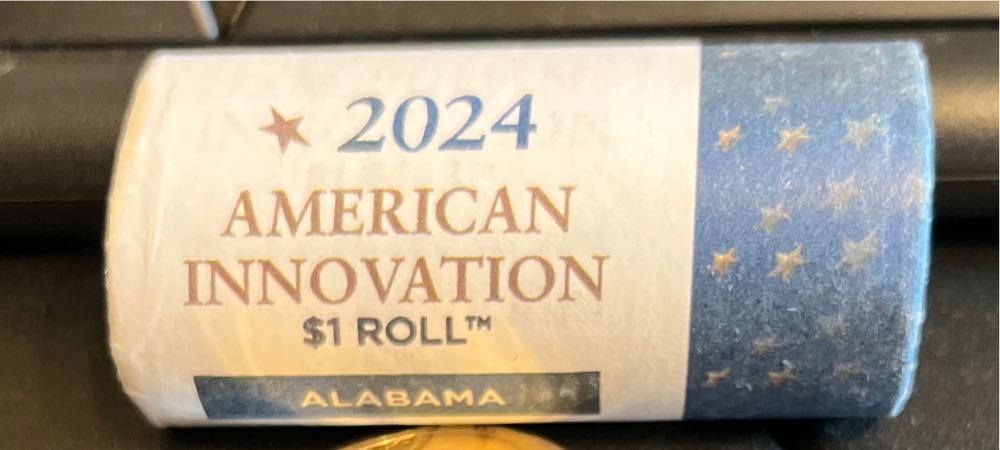 ★ 2024
AMERICAN
INNOVATION
$1 ROLL™
ALABAMA